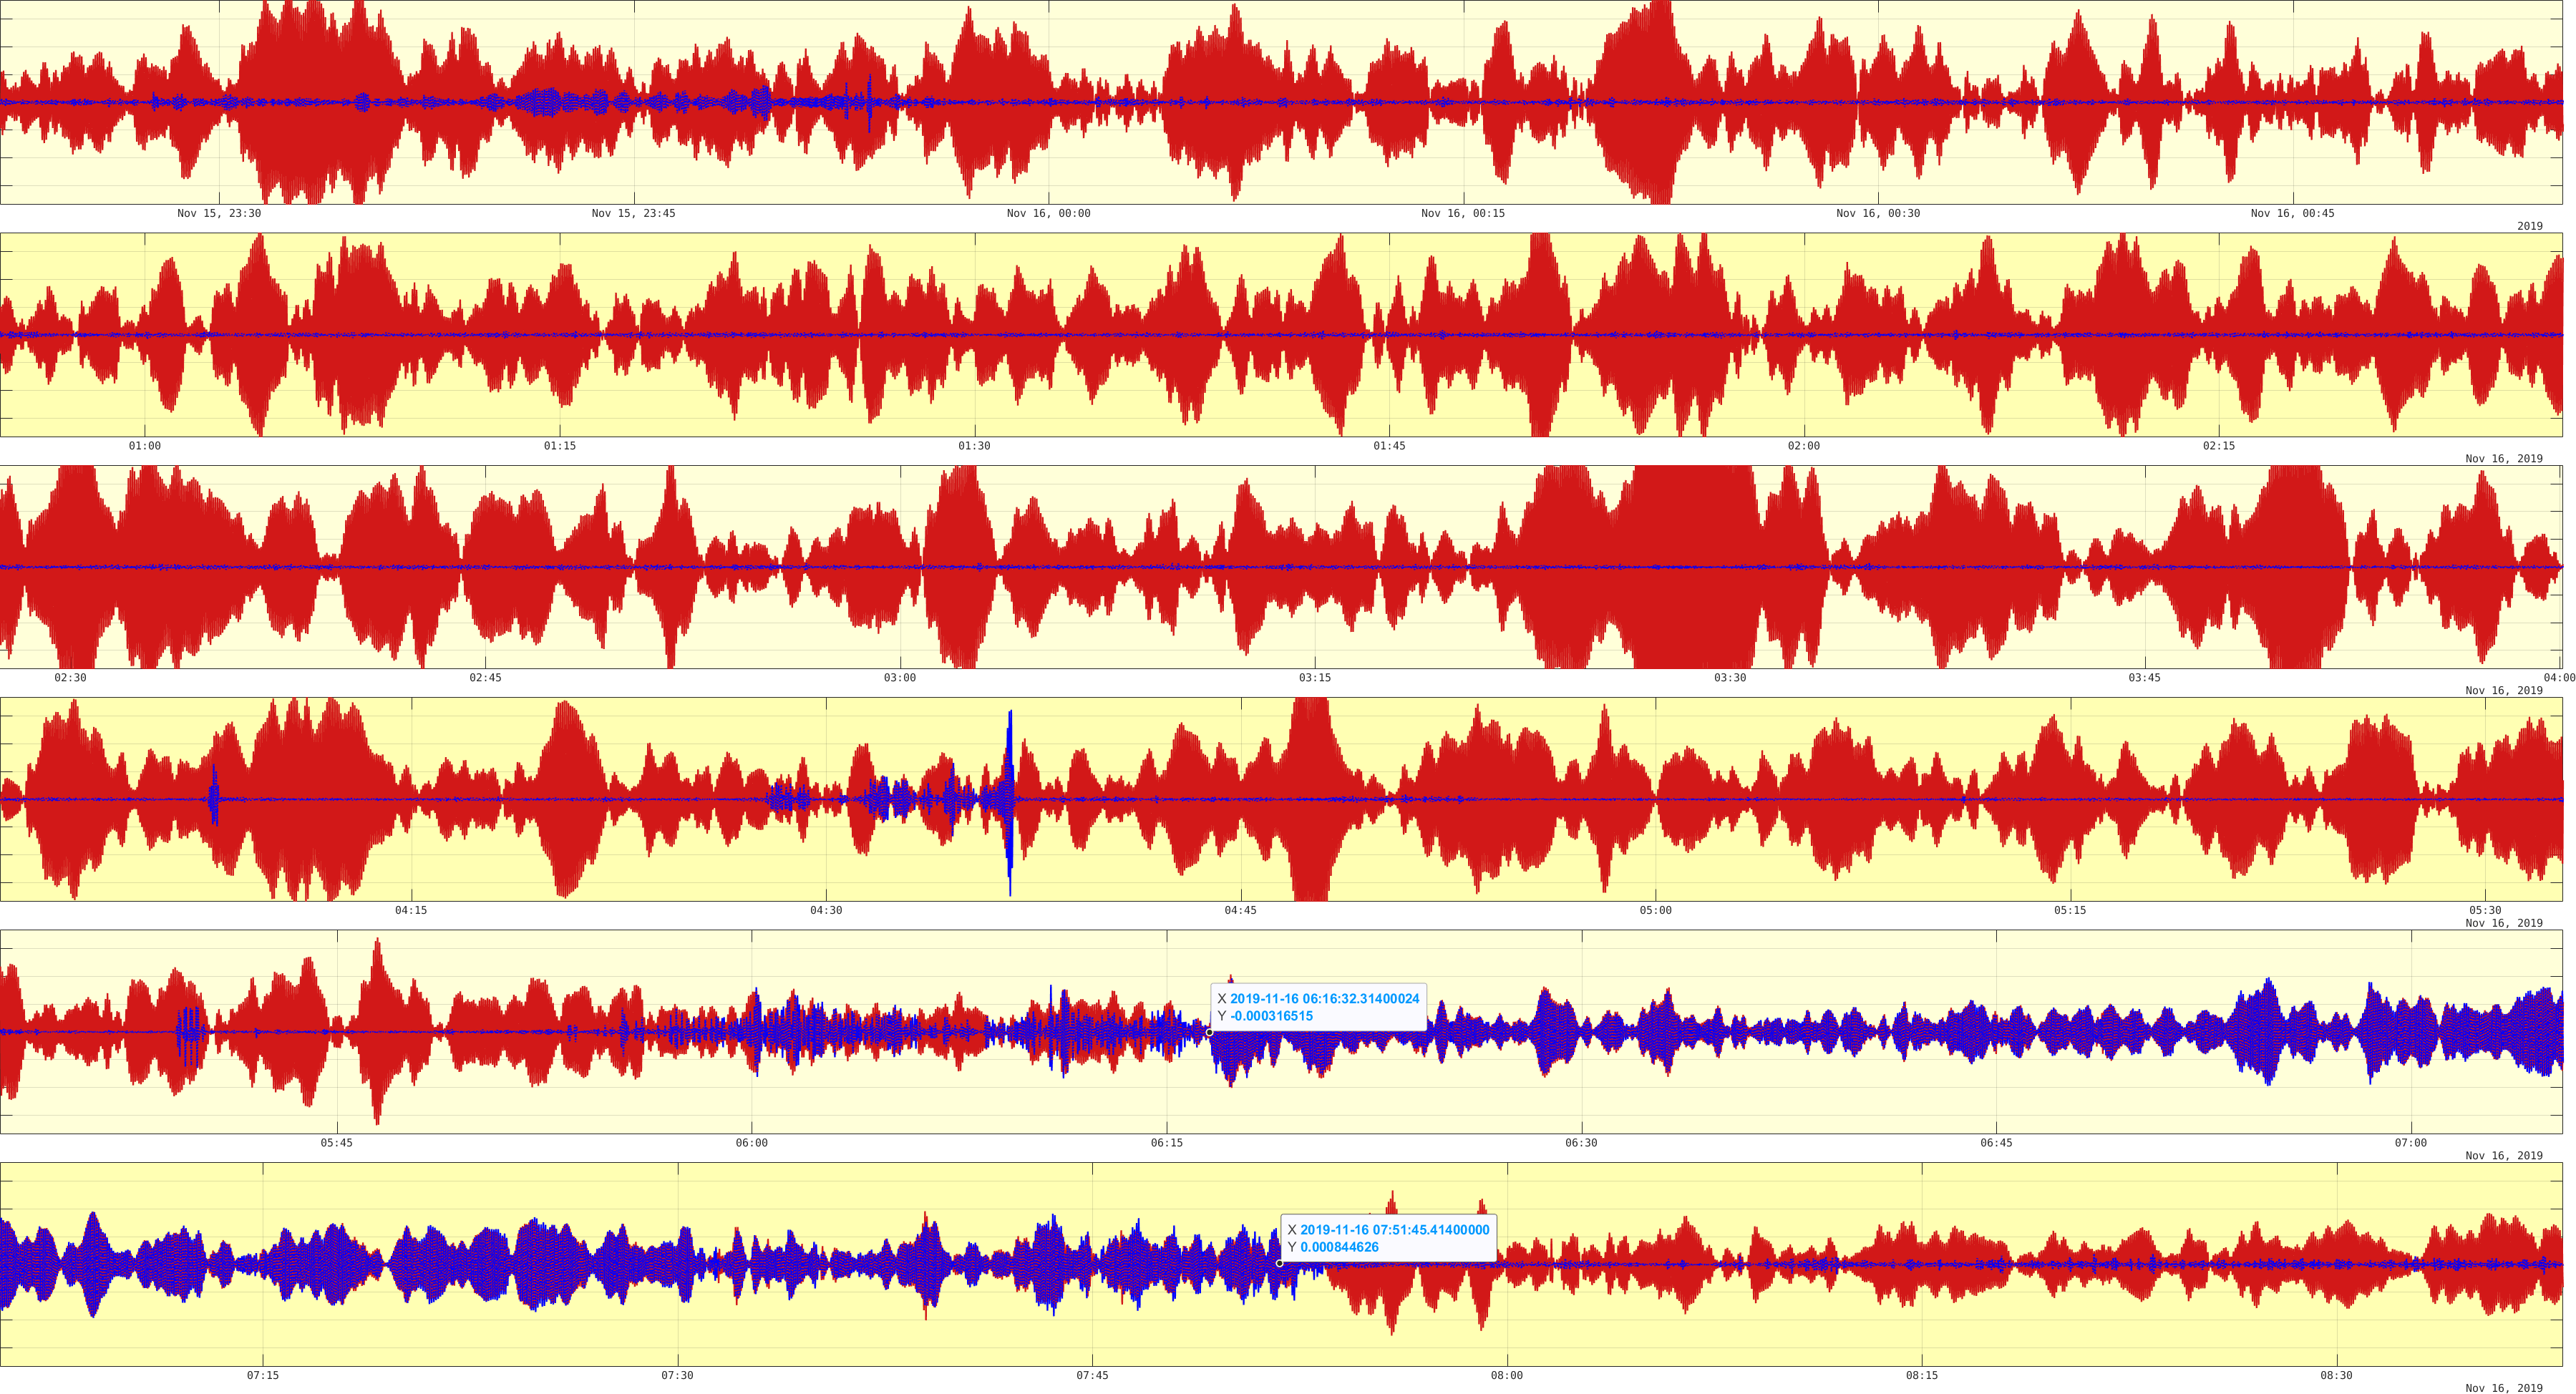 Nov 15, 23:30 Nov 15, 23:45 Nov 16, 00:00 Nov 16, 00:15 Nov 16, 00:30 Nov 16, 00:45
2019
01:00 01:15 01:30 01:45 02:00 02:15
Nov 16, 2019
02:30 02:45 03:00 03:15 03:30 03:45 04:00
Nov 16, 2019
04:15 04:30 04:45 05:00 05:15 05:30
Nov 16, 2019
X 2019-11-16 06:16:32.31400024
Y -0.000316515
05:45 06:00 06:15 06:30 06:45 07:00
Nov 16, 2019
X 2019-11-16 07:51:45.41400000
Y 0.000844626
07:15 07:30 07:45 08:00 08:15 08:30
Nov 16, 2019